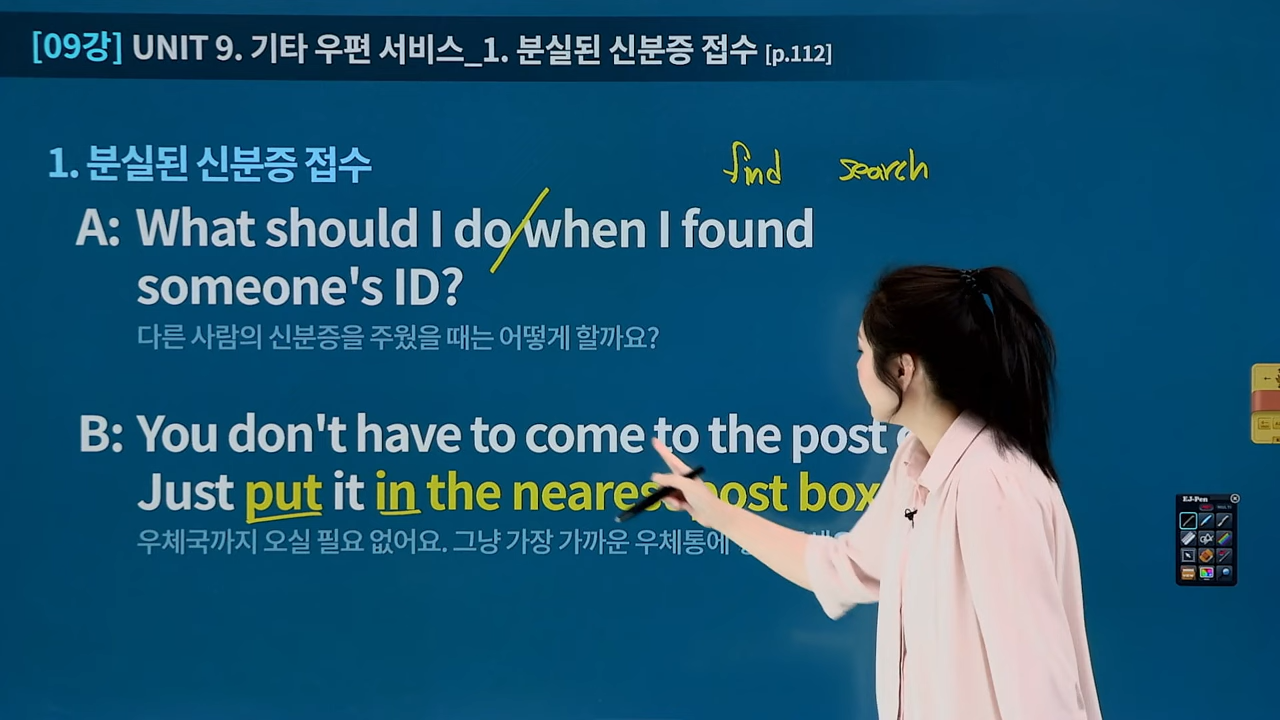 [09강] UNIT 9. 기타 우편 서비스_1. 분실된 신분증 접수 [p.112]
1. 분실된 신분증 접수
find search
A: What should I do/when I found
someone's ID?
다른 사람의 신분증을 주웠을 때는 어떻게 할까요?
B: You don't have to come to the post
Just put it in the nearest post box
우체국까지 오실 필요 없어요. 그냥 가장 가까운 우체통에
EJ-Pen